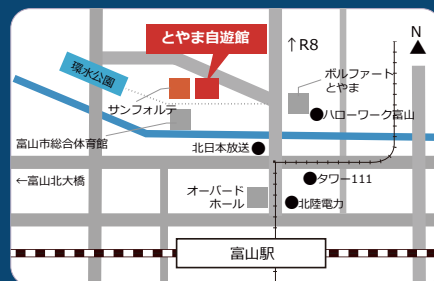 とやま自遊館
↑R8
N
環水公園
ボルファート
とやま
サンフォルテ
ハローワーク富山
富山市総合体育館
北日本放送
←富山北大橋
タワー111
オーバード
ホール
北陸電力
富山駅